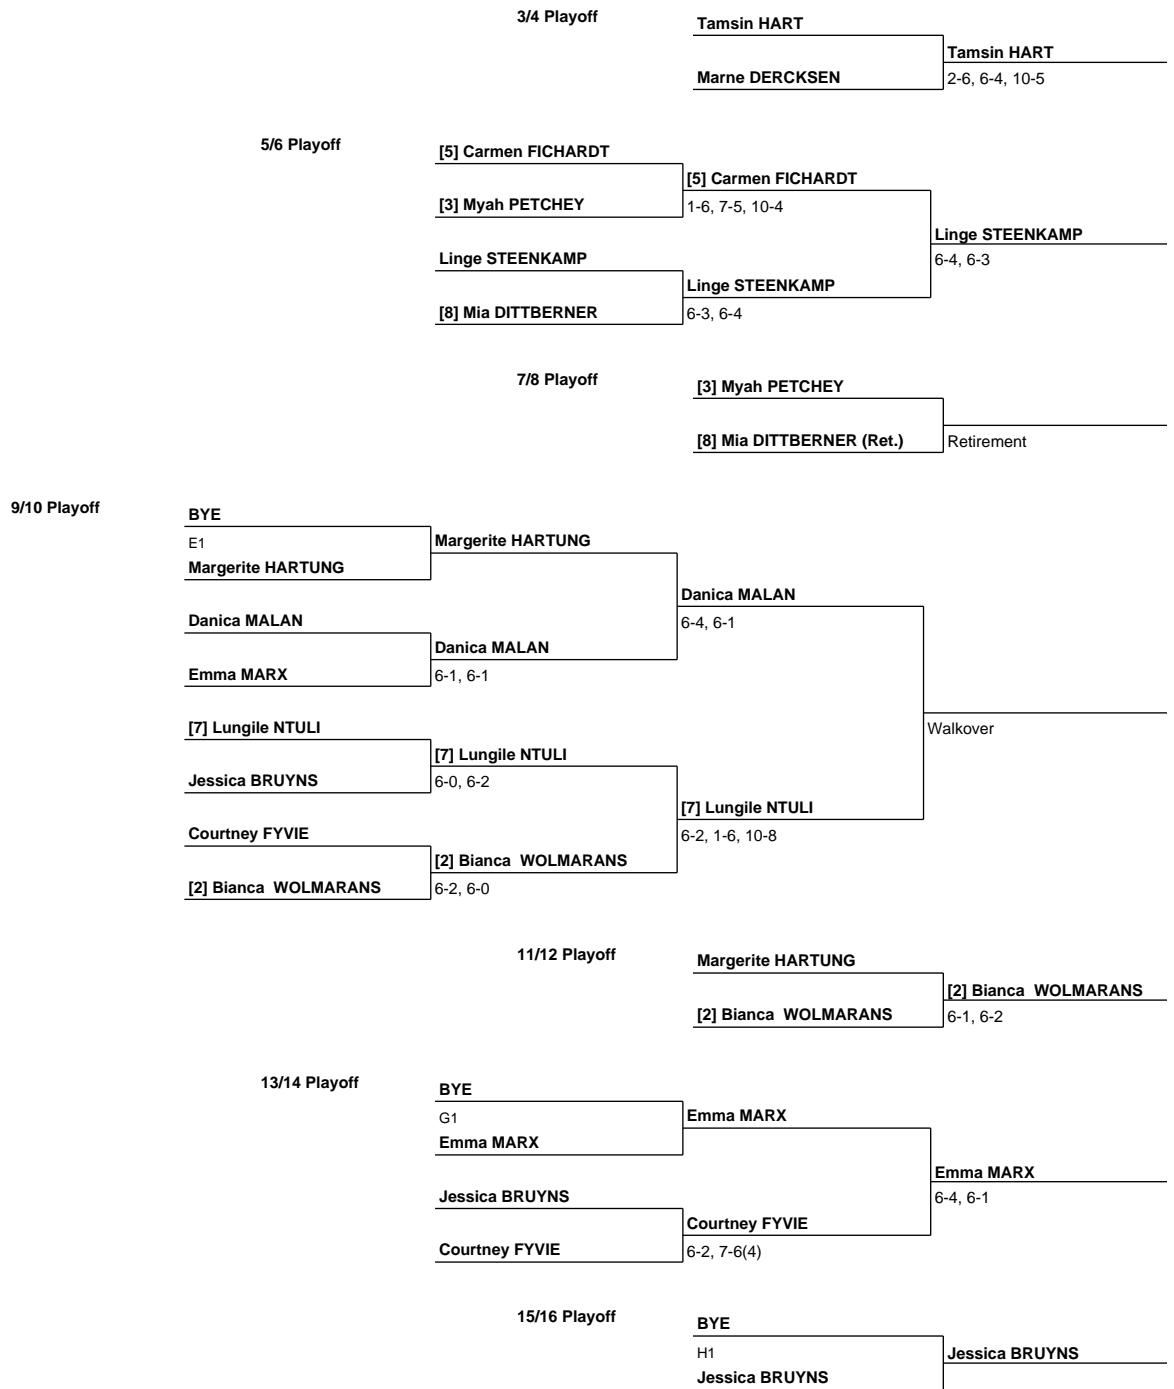 3/4 Playoff
Tamsin HART
Tamsin HART
Marne DERCKSEN
2-6, 6-4, 10-5
5/6 Playoff
[5] Carmen FICHARDT
[5] Carmen FICHARDT
[3] Myah PETCHEY
1-6, 7-5, 10-4
Linge STEENKAMP
Linge STEENKAMP
6-4, 6-3
Linge STEENKAMP
[8] Mia DITTBERNER
6-3, 6-4
7/8 Playoff
[3] Myah PETCHEY
[8] Mia DITTBERNER (Ret.)
Retirement
9/10 Playoff
BYE
E1
Margerite HARTUNG
Margerite HARTUNG
Danica MALAN
6-4, 6-1
Danica MALAN
Danica MALAN
Emma MARX
6-1, 6-1
[7] Lungile NTULI
Walkover
[7] Lungile NTULI
Jessica BRUYNS
6-0, 6-2
[7] Lungile NTULI
6-2, 1-6, 10-8
Courtney FYVIE
[2] Bianca  WOLMARANS
[2] Bianca  WOLMARANS
6-2, 6-0
11/12 Playoff
Margerite HARTUNG
[2] Bianca  WOLMARANS
[2] Bianca  WOLMARANS
6-1, 6-2
13/14 Playoff
BYE
G1
Emma MARX
Emma MARX
Emma MARX
6-4, 6-1
Jessica BRUYNS
Courtney FYVIE
Courtney FYVIE
6-2, 7-6(4)
15/16 Playoff
BYE
H1
Jessica BRUYNS
Jessica BRUYNS